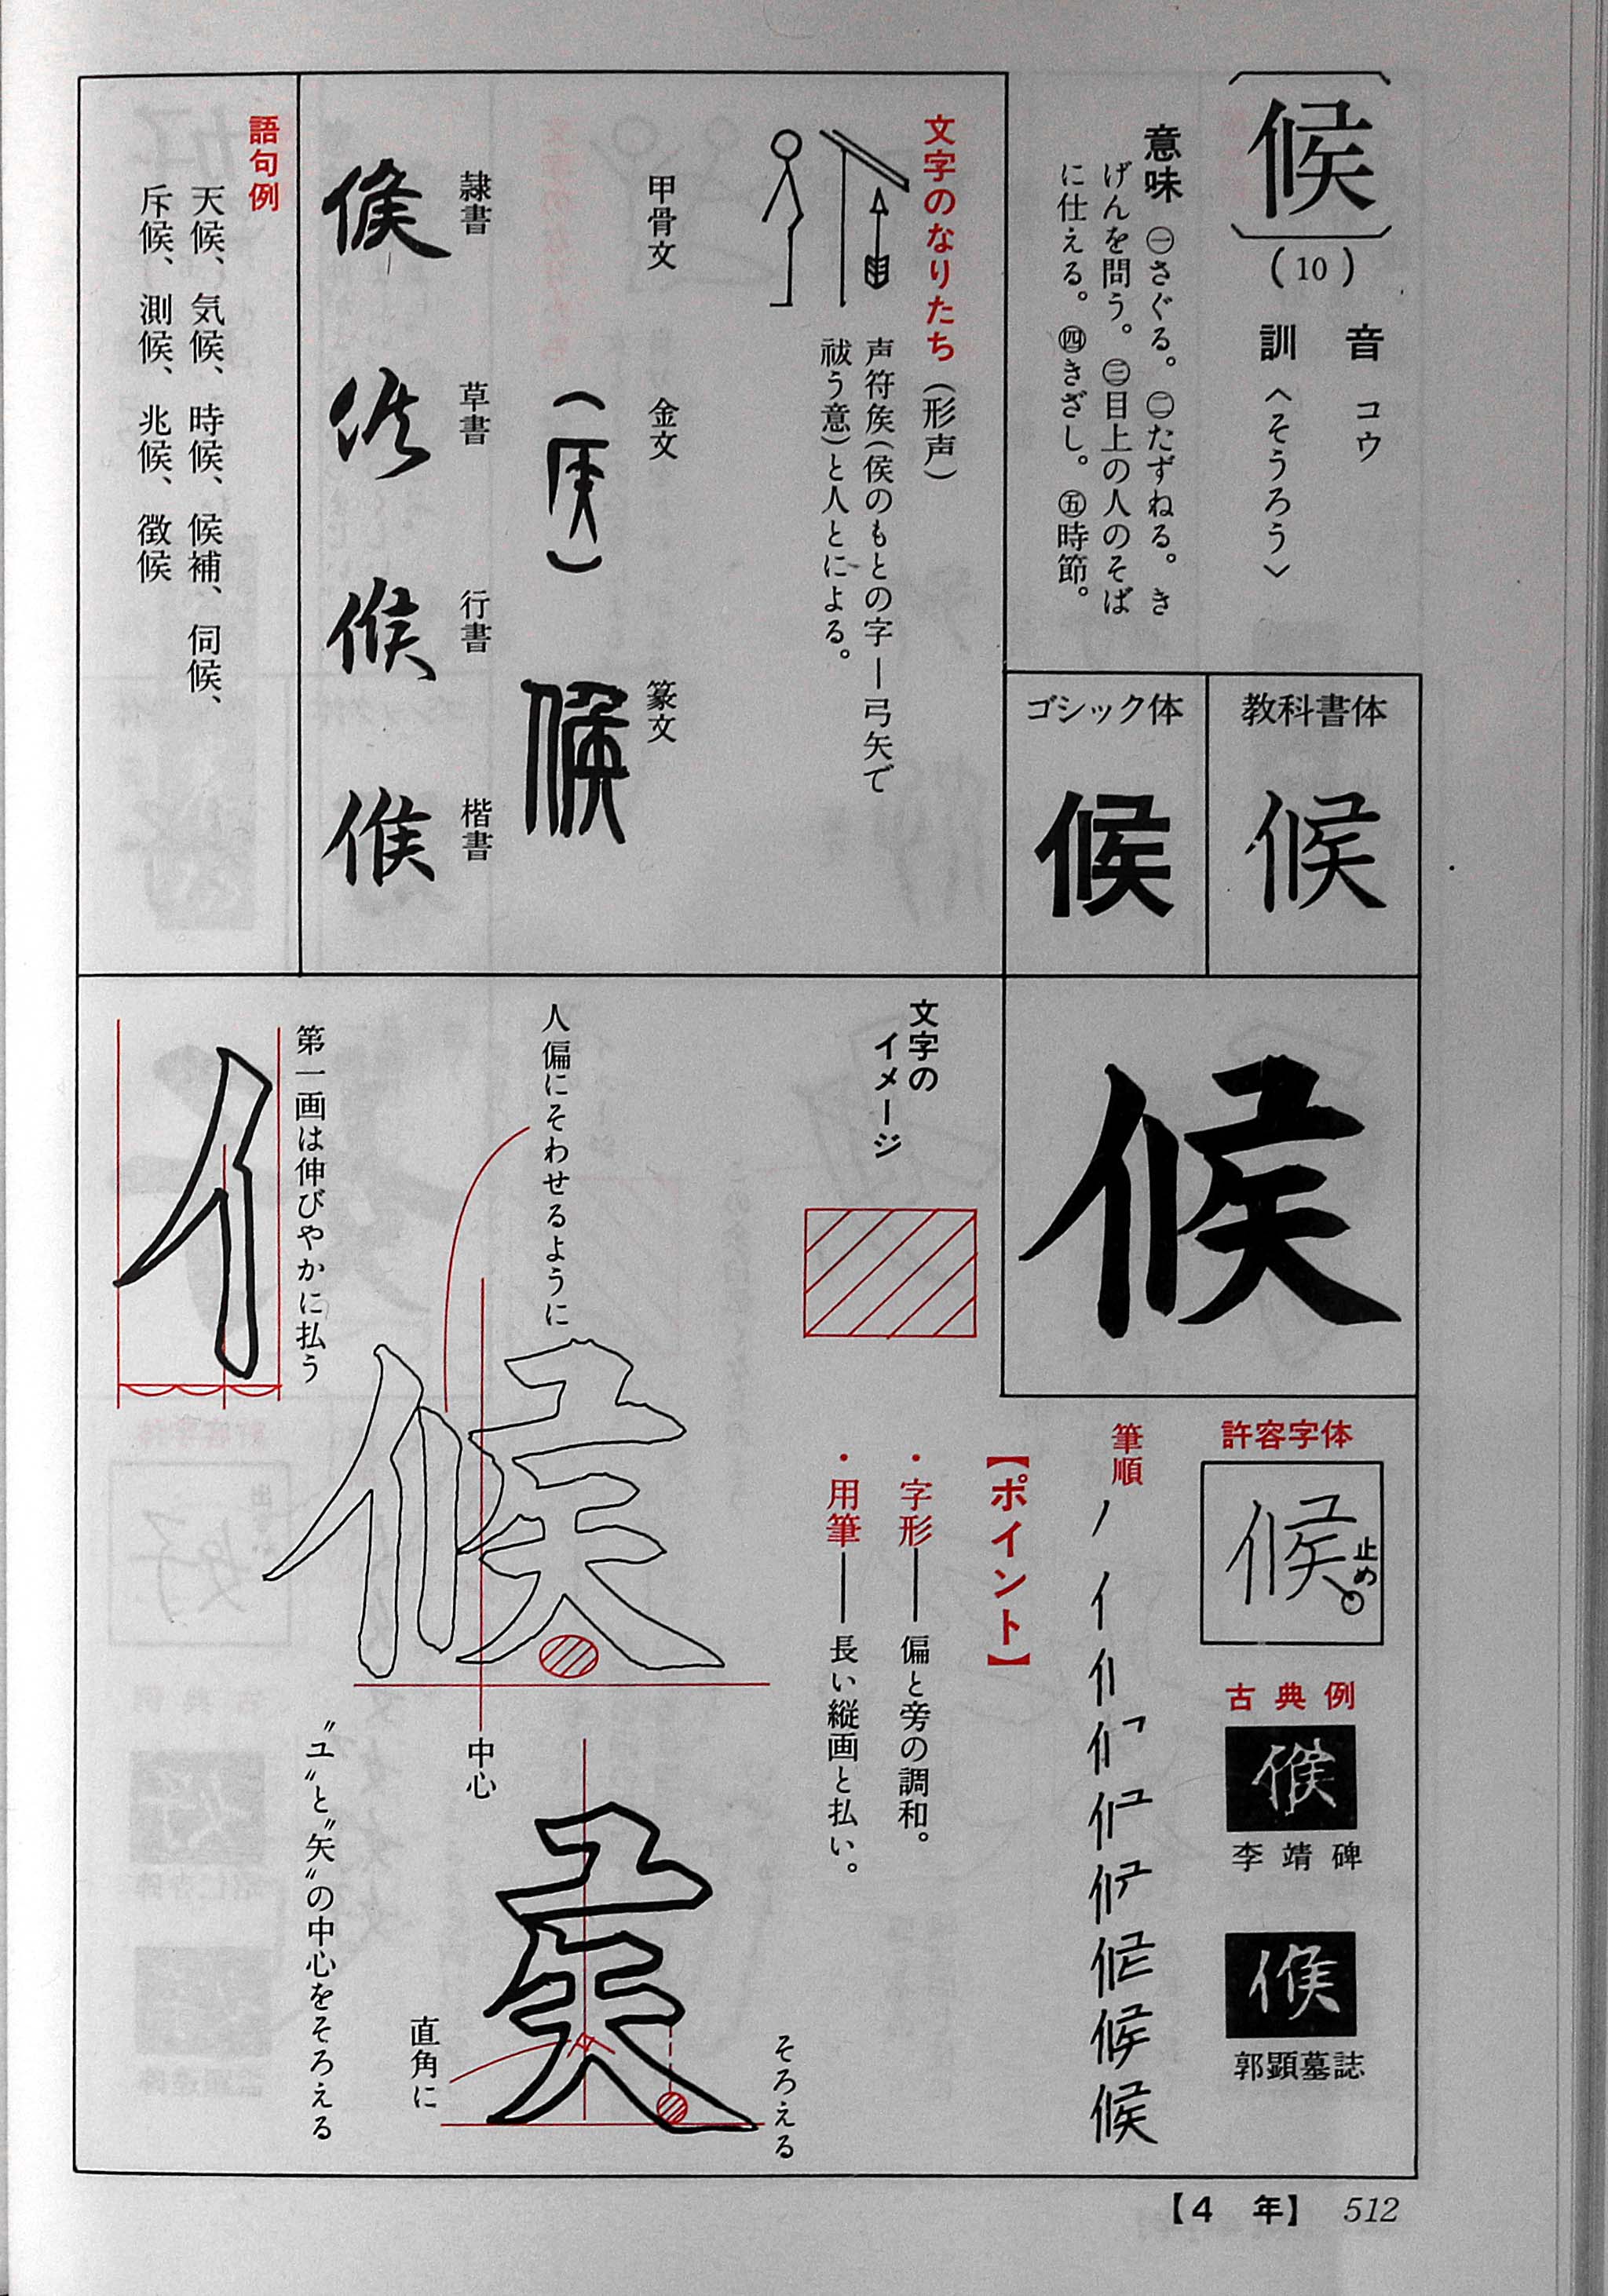 候
(10)
音 コウ
訓〈そうろう〉
意味 ㊀さぐる。㊁たずねる。き
げんを問う。㊂目上の人のそば
に仕える。㊃きざし。㊄時節。
教科書体
候
ゴシック体
候
文字のなりたち(形声)
声符矦(侯のもとの字―弓矢で
祓う意)と人とによる。
甲骨文
金文
篆文
隷書
草書
行書
楷書
候
候
候
候
語句例
天候、気候、時候、候補、伺候、
斥候、測候、兆候、徴候
候
許容字体
候
止め
古典例
候
李靖碑
候
郭顕墓誌
筆順
候
【ポイント】
・字形――偏と旁の調和。
・用筆――長い縦画と払い。
文字の
イメージ
人偏にそわせるように
候
中心
第一画は伸びやかに払う
イ
そろえる
直角に
〝ユ〟と〝矢〟の中心をそろえる
【4 年】 512